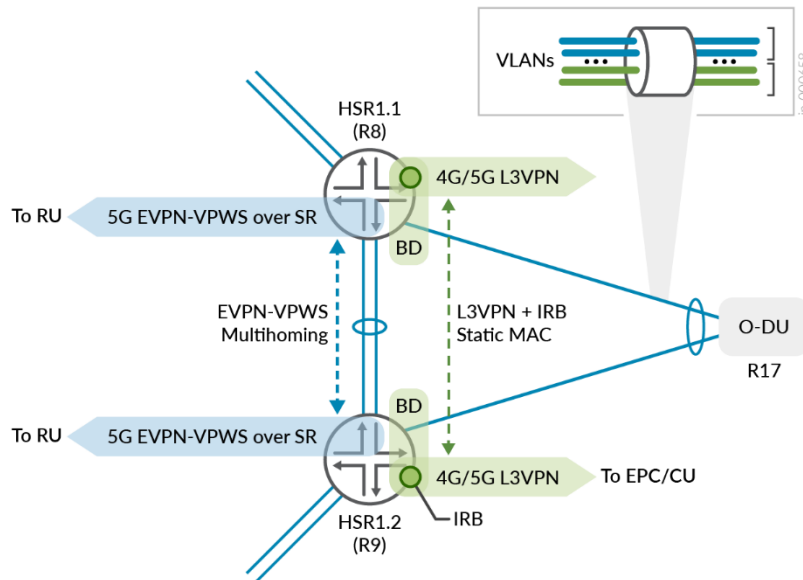 VLANs
HSR1.1
(R8)
4G/5G L3VPN
To RU
5G EVPN-VPWS over SR
BD
EVPN-VPWS
Multihoming
L3VPN + IRB
Static MAC
O-DU
R17
BD
To RU
5G EVPN-VPWS over SR
4G/5G L3VPN
To EPC/CU
IRB
HSR1.2
(R9)